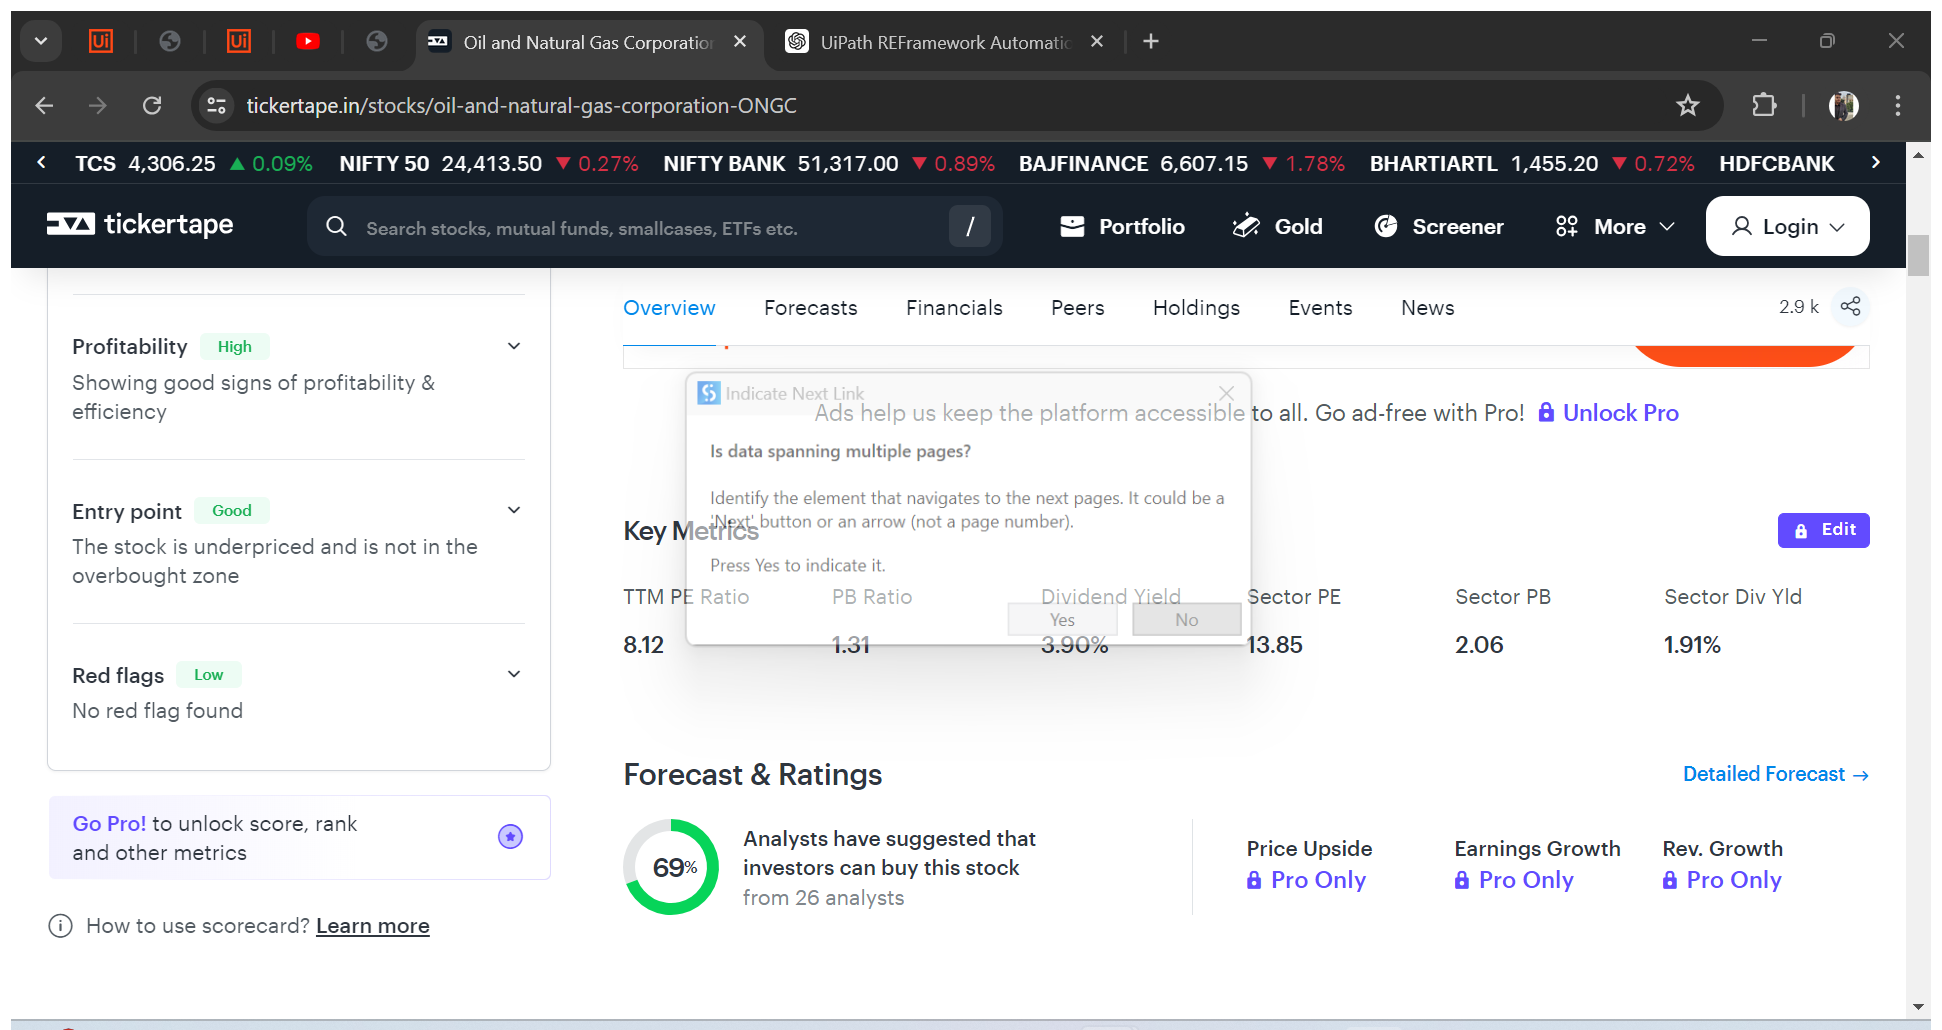 Oil and Natural Gas Corporation
UiPath REFramework Automatic
tickertape.in/stocks/oil-and-natural-gas-corporation-ONGC
TCS 4,306.25 ▲ 0.09% NIFTY 50 24,413.50 ▼ 0.27% NIFTY BANK 51,317.00 ▼ 0.89% BAJFINANCE 6,607.15 ▼ 1.78% BHARTIARTL 1,455.20 ▼ 0.72% HDFCBANK
tickertape
Search stocks, mutual funds, smallcases, ETFs etc. /
Portfolio
Gold
Screener
More
Login
Overview Forecasts Financials Peers Holdings Events News
2.9 k
Profitability High
Showing good signs of profitability &
efficiency
Entry point Good
The stock is underpriced and is not in the
overbought zone
Red flags Low
No red flag found
Go Pro! to unlock score, rank
and other metrics
How to use scorecard? Learn more
Ads help us keep the platform accessible to all. Go ad-free with Pro! Unlock Pro
Indicate Next Link
Is data spanning multiple pages?
Identify the element that navigates to the next pages. It could be a
'Next' button or an arrow (not a page number).
Press Yes to indicate it.
Yes No
Key Metrics
Edit
TTM PE Ratio PB Ratio Dividend Yield Sector PE Sector PB Sector Div Yld
8.12 1.31 3.90% 13.85 2.06 1.91%
Forecast & Ratings
Detailed Forecast →
69%
Analysts have suggested that
investors can buy this stock
from 26 analysts
Price Upside Earnings Growth Rev. Growth
Pro Only Pro Only Pro Only